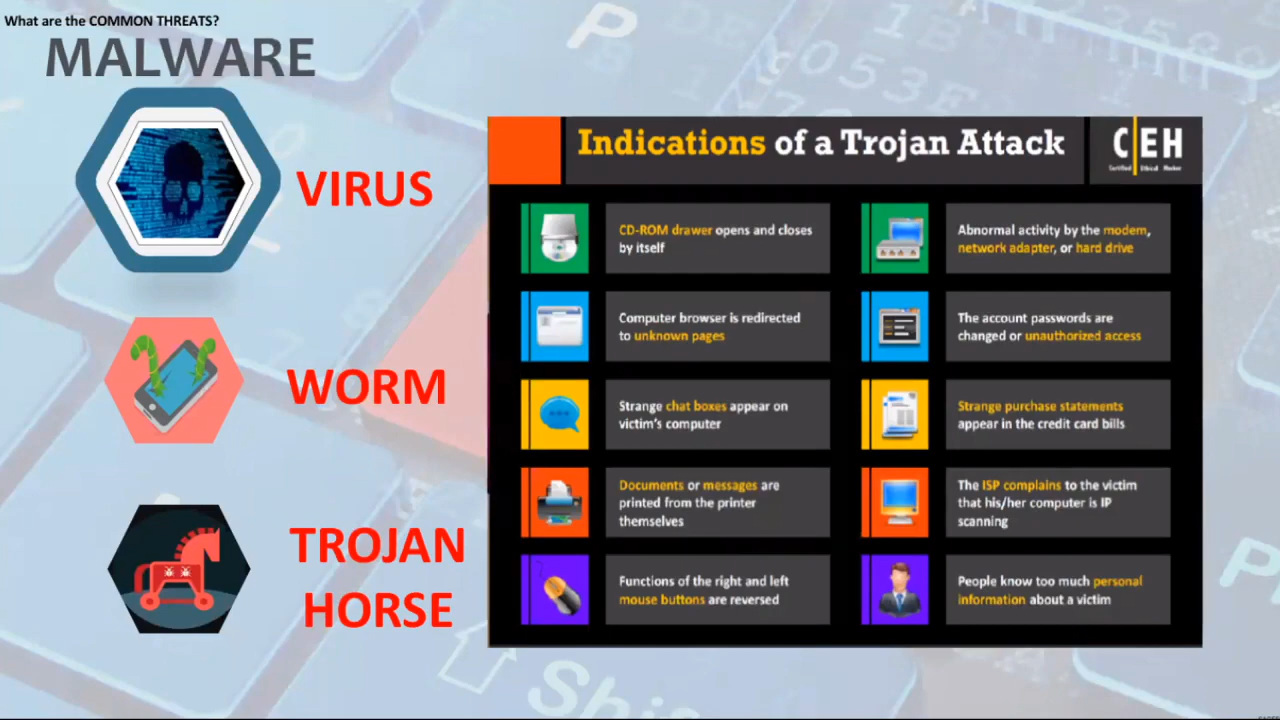 What are the COMMON THREATS?
MALWARE
VIRUS
WORM
TROJAN
HORSE
Indications of a Trojan Attack
C|EH
Certified Ethical Hacker
CD-ROM drawer opens and closes
by itself
Computer browser is redirected
to unknown pages
Strange chat boxes appear on
victim's computer
Documents or messages are
printed from the printer
themselves
Functions of the right and left
mouse buttons are reversed
Abnormal activity by the modem,
network adapter, or hard drive
The account passwords are
changed or unauthorized access
Strange purchase statements
appear in the credit card bills
The ISP complains to the victim
that his/her computer is IP
scanning
People know too much personal
information about a victim
P
Shift